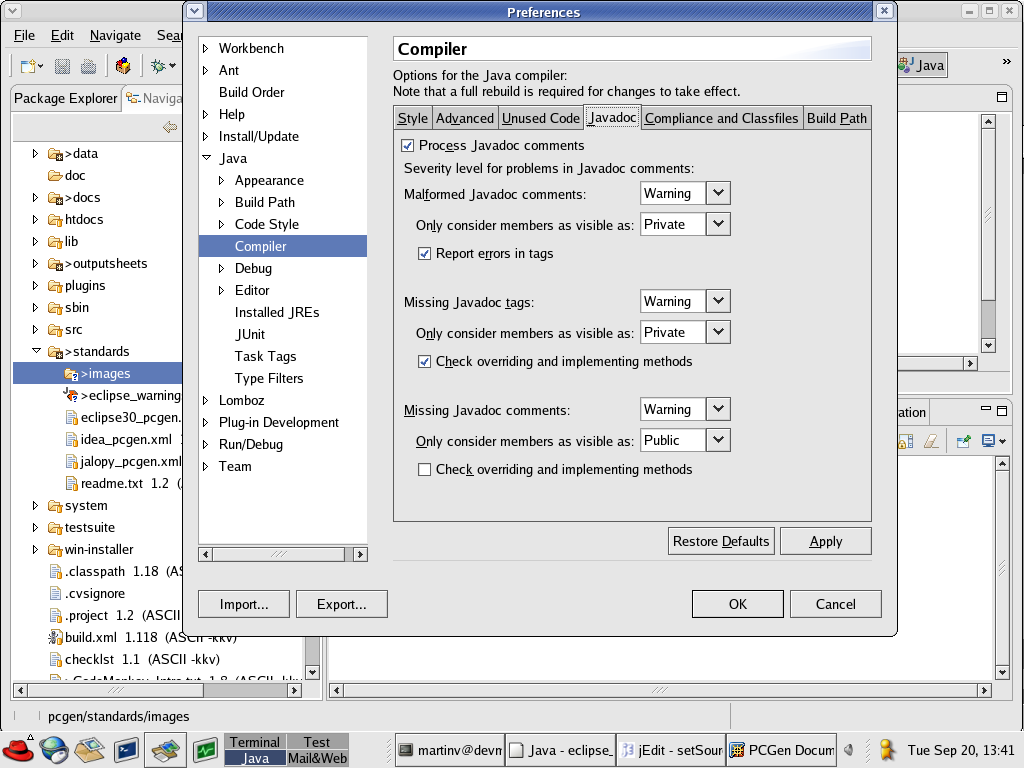 Preferences
File Edit Navigate
Java
Package Explorer
>data
doc
>docs
htdocs
lib
>outputsheets
plugins
sbin
src
>standards
>images
>eclipse_warning
eclipse30_pcgen.
idea_pcgen.xml
jalopy_pcgen.xml
readme.txt 1.2
system
testsuite
win-installer
.classpath 1.18
.cvsignore
.project 1.2 (ASCII
build.xml 1.118 (ASCII -kkv)
checklst 1.1 (ASCII -kkv)
Workbench
Ant
Build Order
Help
Install/Update
Java
Appearance
Build Path
Code Style
Compiler
Debug
Editor
Installed JREs
JUnit
Task Tags
Type Filters
Lomboz
Plug-in Development
Run/Debug
Team
Compiler
Options for the Java compiler:
Note that a full rebuild is required for changes to take effect.
Style Advanced Unused Code Javadoc Compliance and Classfiles Build Path
Process Javadoc comments
Severity level for problems in Javadoc comments:
Malformed Javadoc comments: Warning
Only consider members as visible as: Private
Report errors in tags
Missing Javadoc tags: Warning
Only consider members as visible as: Private
Check overriding and implementing methods
Missing Javadoc comments: Warning
Only consider members as visible as: Public
Check overriding and implementing methods
Restore Defaults Apply
Import... Export... OK Cancel
pcgen/standards/images
Terminal Test
Java Mail&Web
martinv@devm
Java - eclipse_
jEdit - setSour
PCGen Docum
Tue Sep 20, 13:41